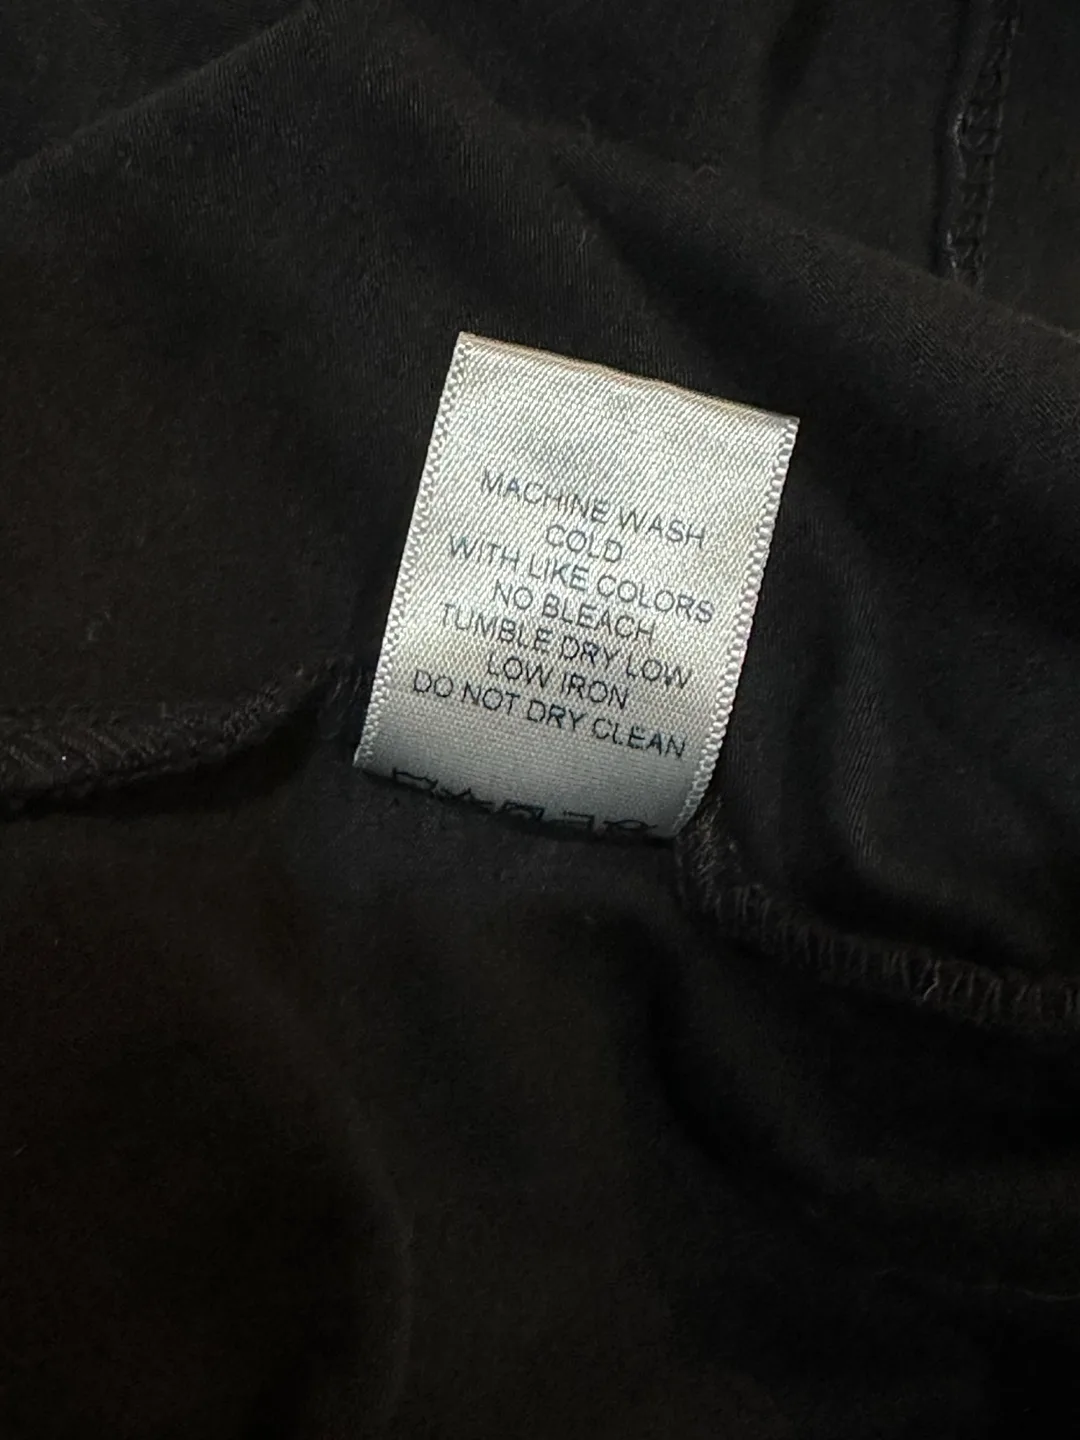 MACHINE WASH
COLD
WITH LIKE COLORS
NO BLEACH
TUMBLE DRY LOW
LOW IRON
DO NOT DRY CLEAN